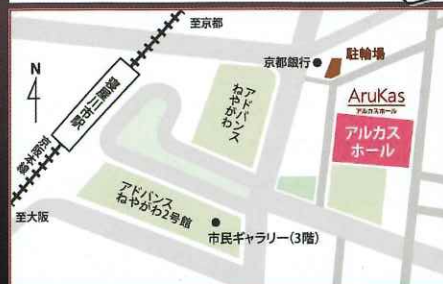 至京都
京都銀行
駐輪場
N
寝屋川市駅
アドバンス
ねやがわ
AruKas
アルカスホール
アルカス
ホール
京阪本線
アドバンス
ねやがわ2号館
至大阪
市民ギャラリー(3階)